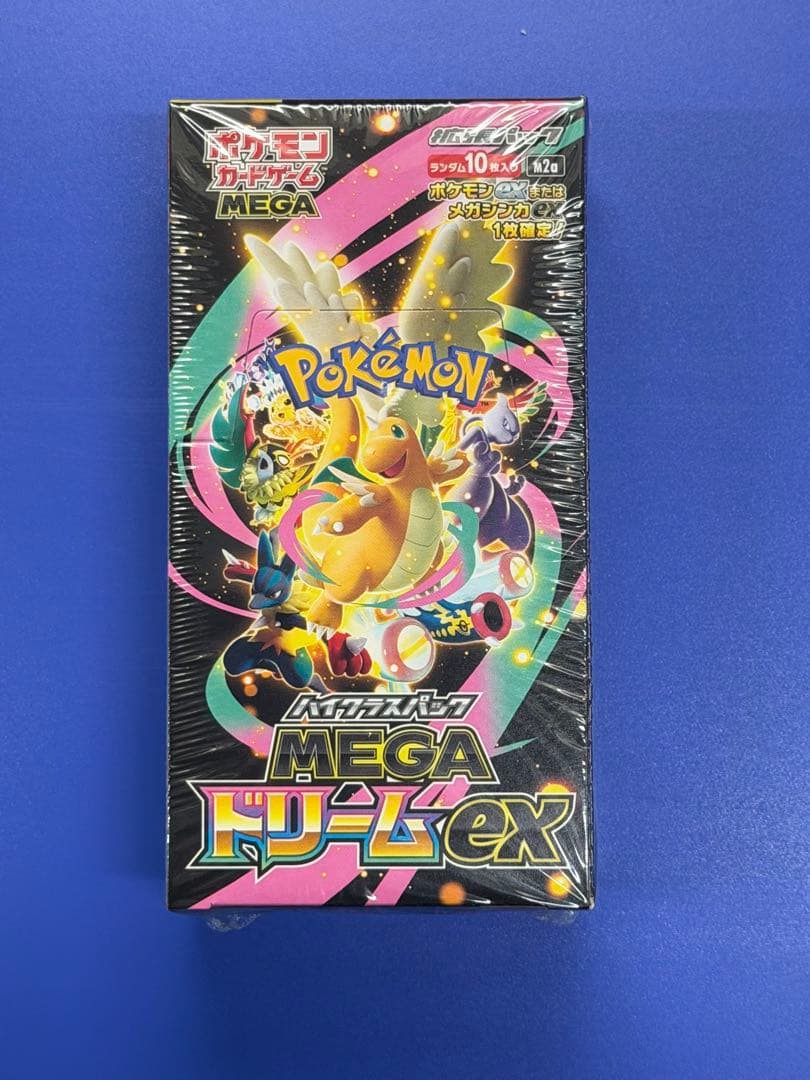 ポケモン
カードゲーム
MEGA
拡張パック
ランダム10枚入り M2a
ポケモンexまたは
メガシンカex
1枚確定!
POKÉMON
TM
ハイクラスパック
MEGA
ドリームex